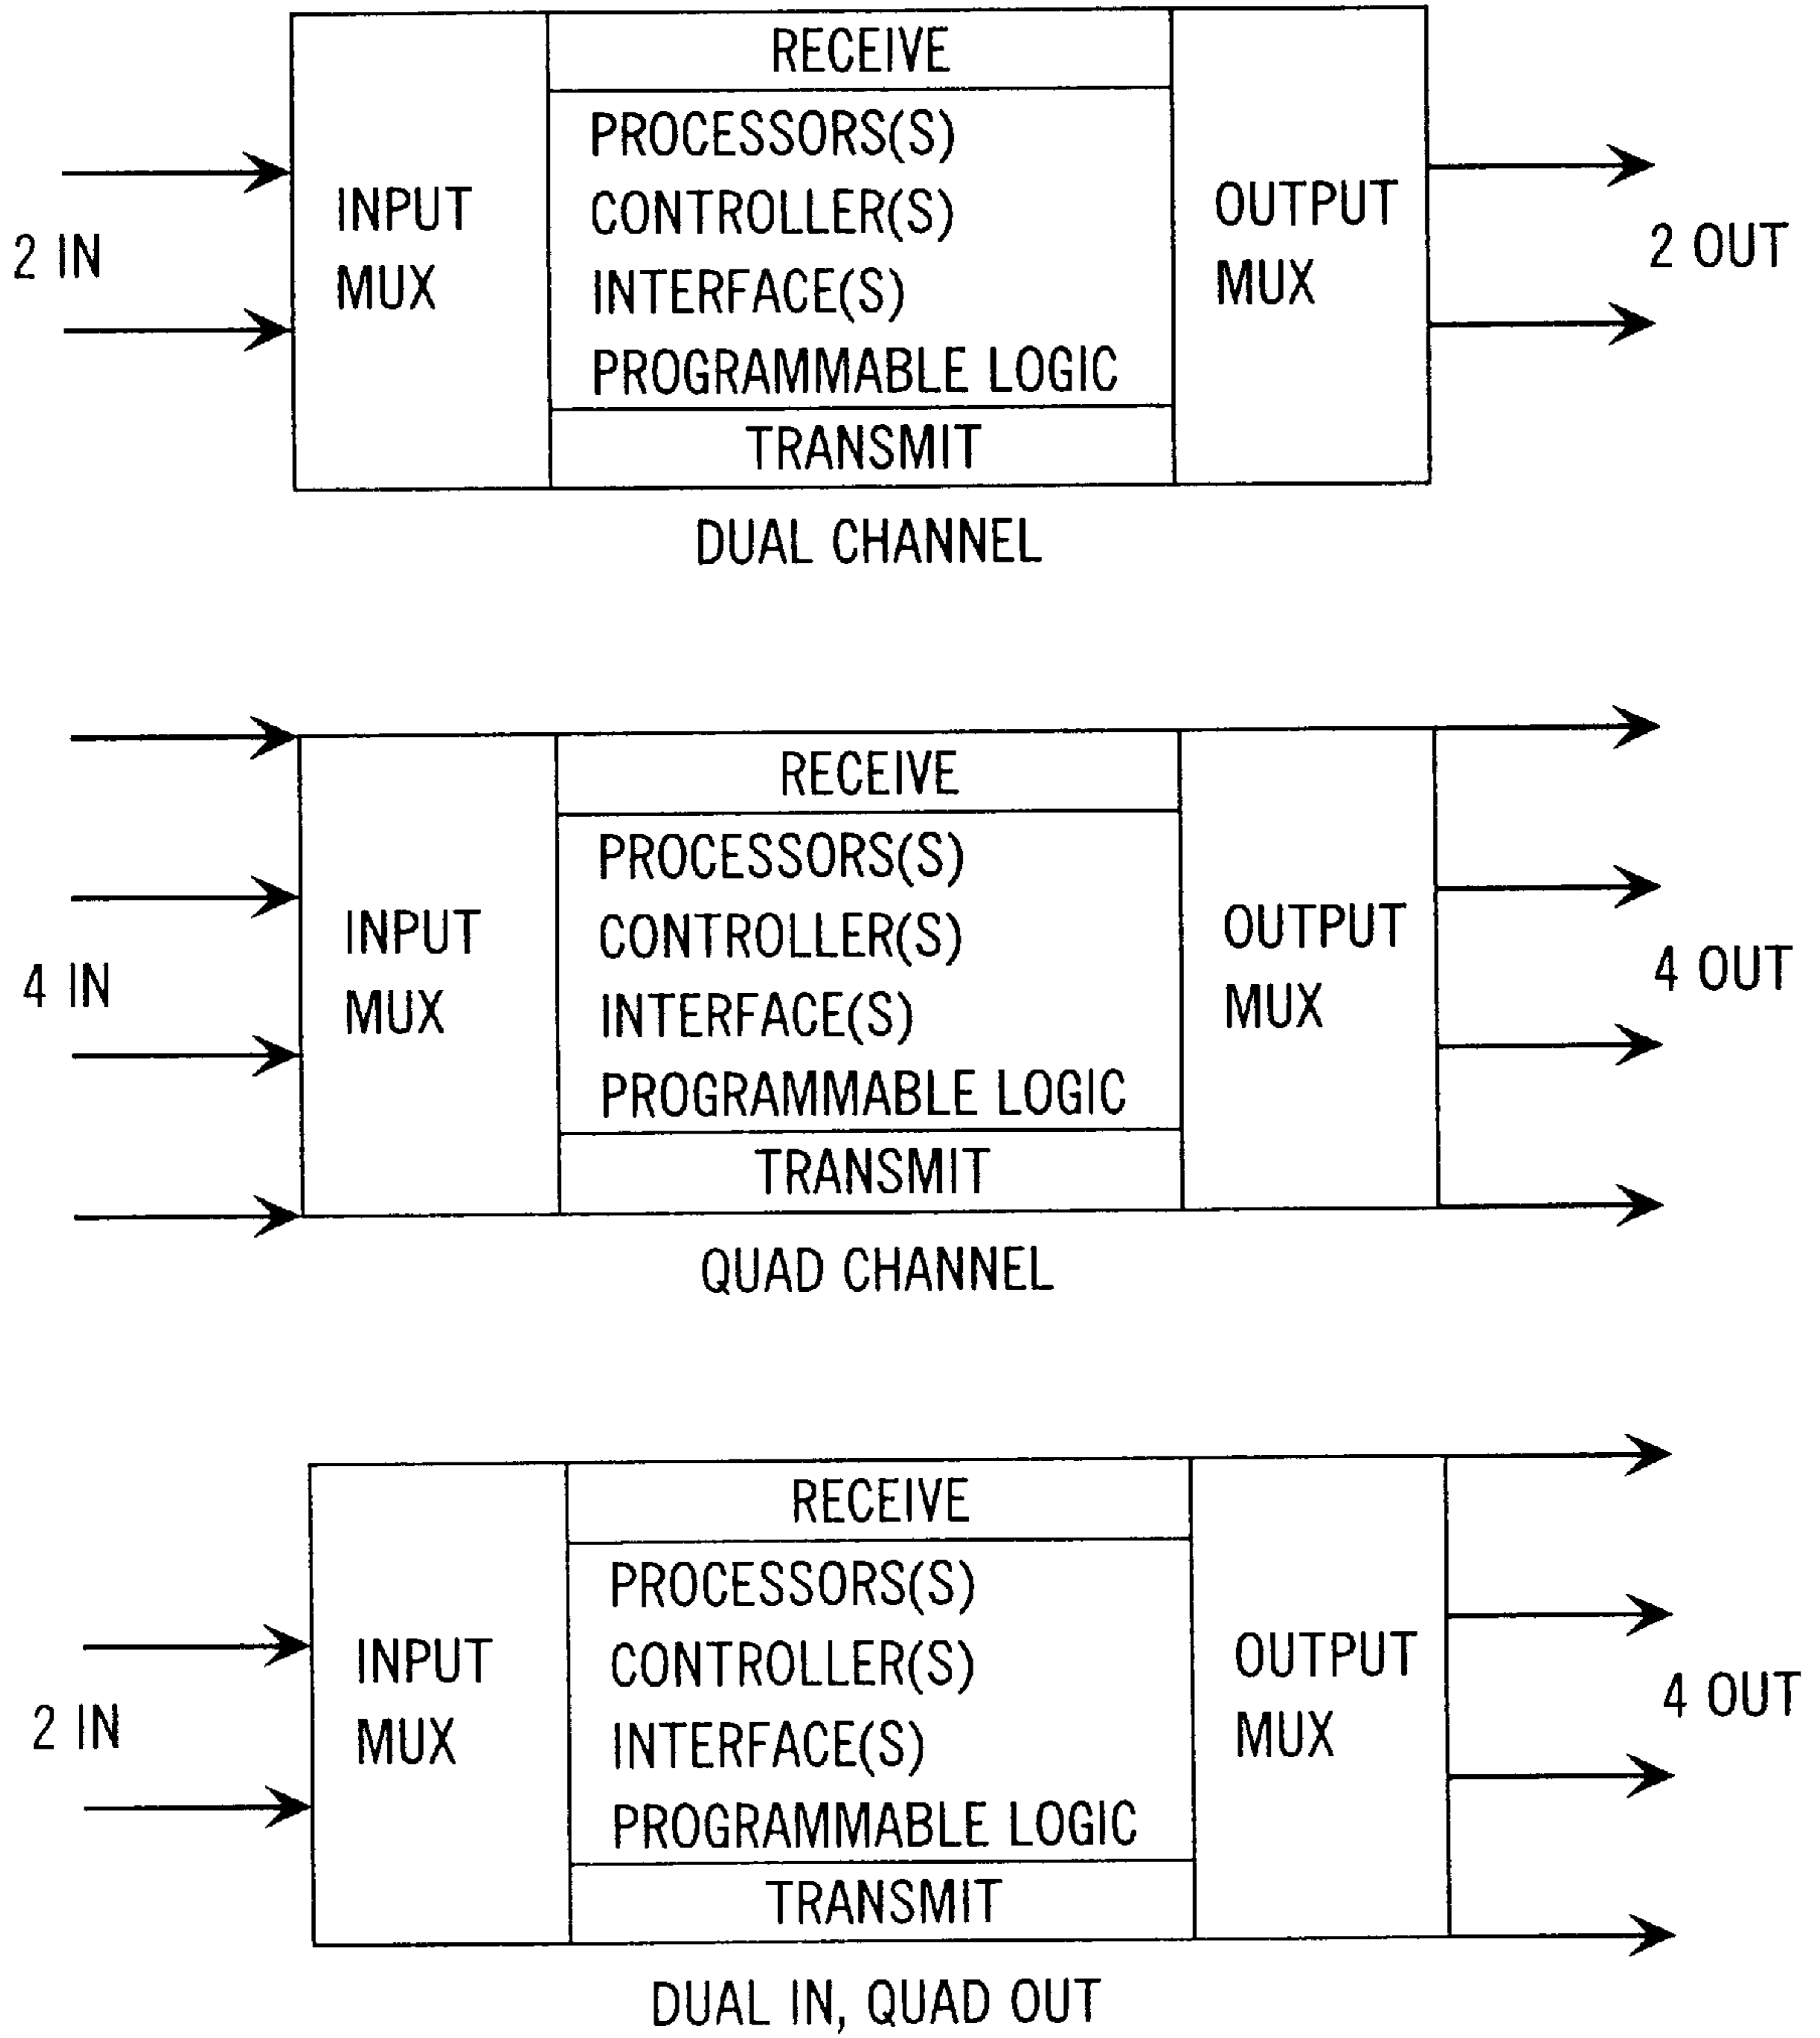 RECEIVE
PROCESSORS(S)
CONTROLLER(S)
INTERFACE(S)
PROGRAMMABLE LOGIC
TRANSMIT
INPUT
MUX
OUTPUT
MUX
2 IN
2 OUT
DUAL CHANNEL
RECEIVE
PROCESSORS(S)
CONTROLLER(S)
INTERFACE(S)
PROGRAMMABLE LOGIC
TRANSMIT
INPUT
MUX
OUTPUT
MUX
4 IN
4 OUT
QUAD CHANNEL
RECEIVE
PROCESSORS(S)
CONTROLLER(S)
INTERFACE(S)
PROGRAMMABLE LOGIC
TRANSMIT
INPUT
MUX
OUTPUT
MUX
2 IN
4 OUT
DUAL IN, QUAD OUT